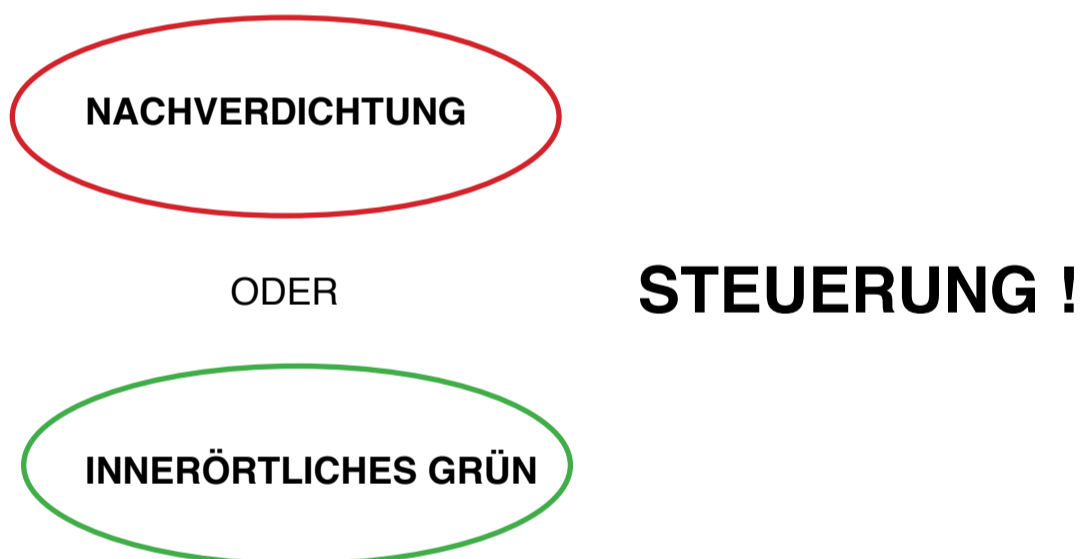 NACHVERDICHTUNG
ODER
STEUERUNG !
INNERÖRTLICHES GRÜN